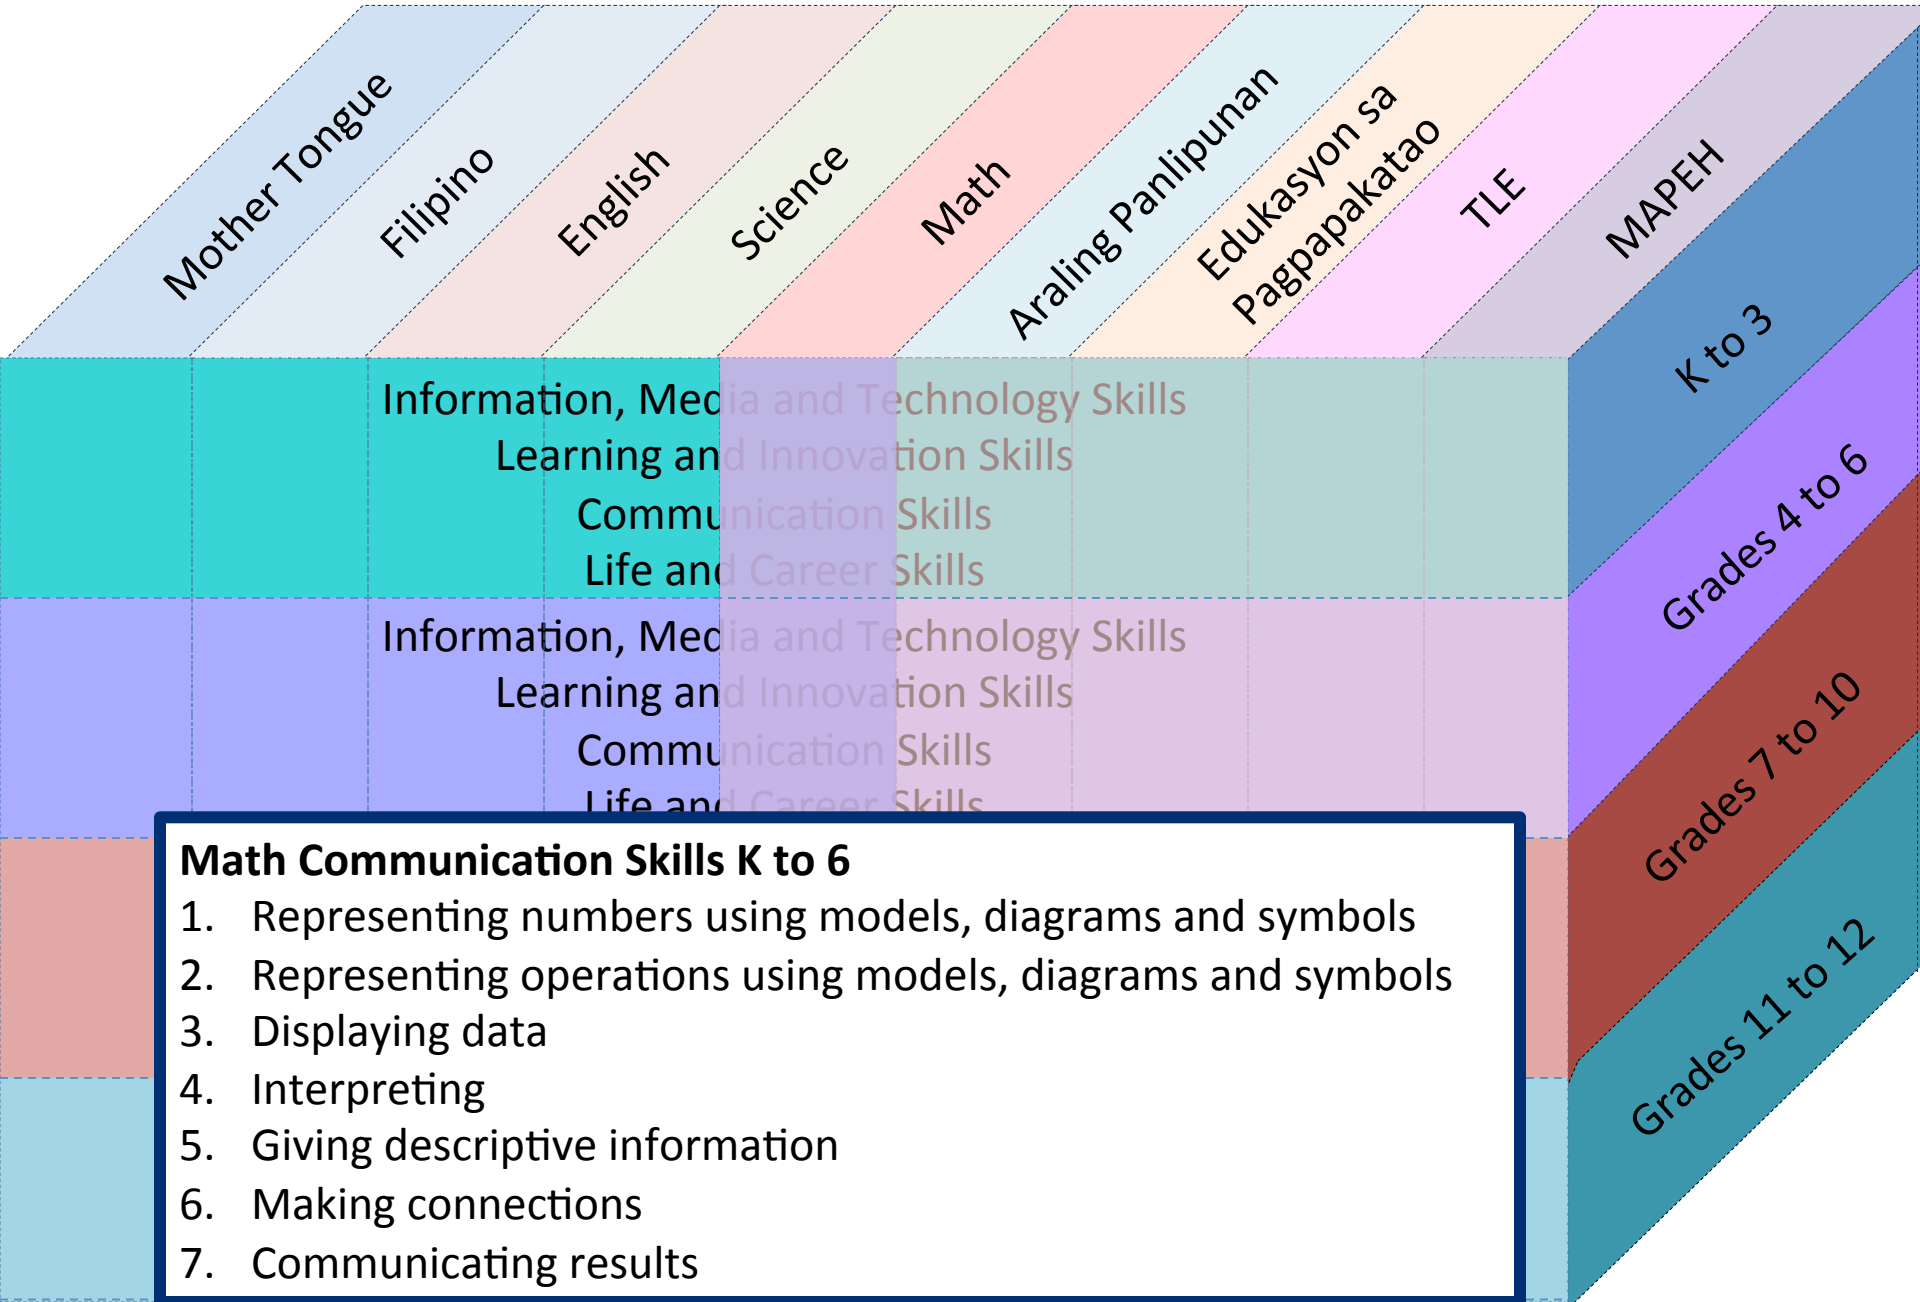 Mother Tongue
Filipino
English
Science
Math
Araling Panlipunan
Edukasyon sa
Pagpapakatao
TLE
MAPEH
K to 3
Grades 4 to 6
Grades 7 to 10
Grades 11 to 12
Information, Media and Technology Skills
Learning and Innovation Skills
Communication Skills
Life and Career Skills
Information, Media and Technology Skills
Learning and Innovation Skills
Communication Skills
Life and Career Skills
Math Communication Skills K to 6
1. Representing numbers using models, diagrams and symbols
2. Representing operations using models, diagrams and symbols
3. Displaying data
4. Interpreting
5. Giving descriptive information
6. Making connections
7. Communicating results